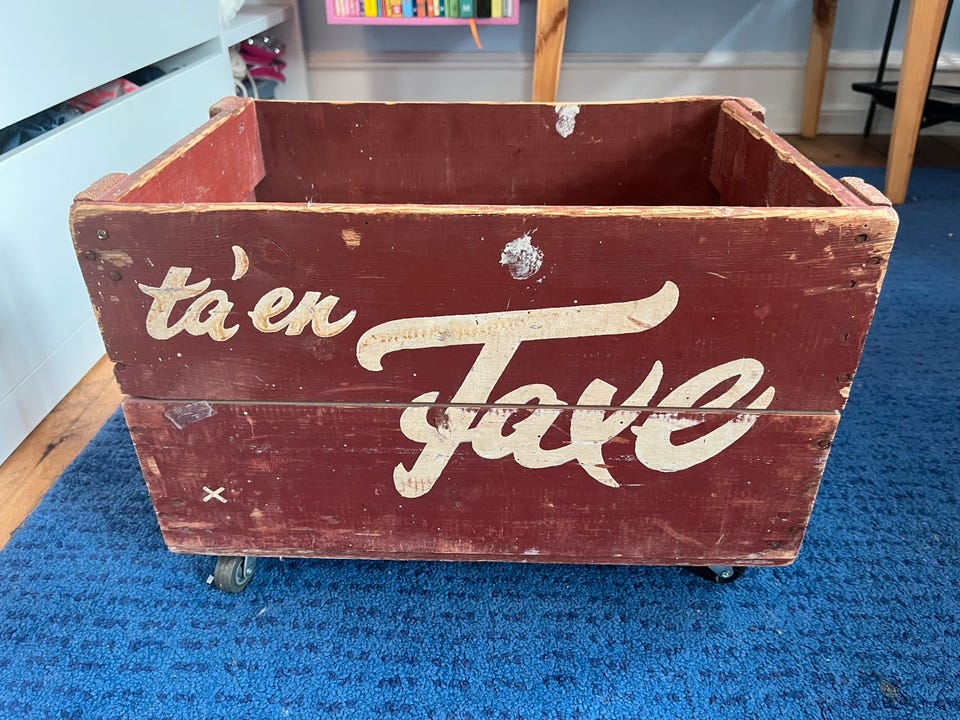 ta' en
Faxe
x